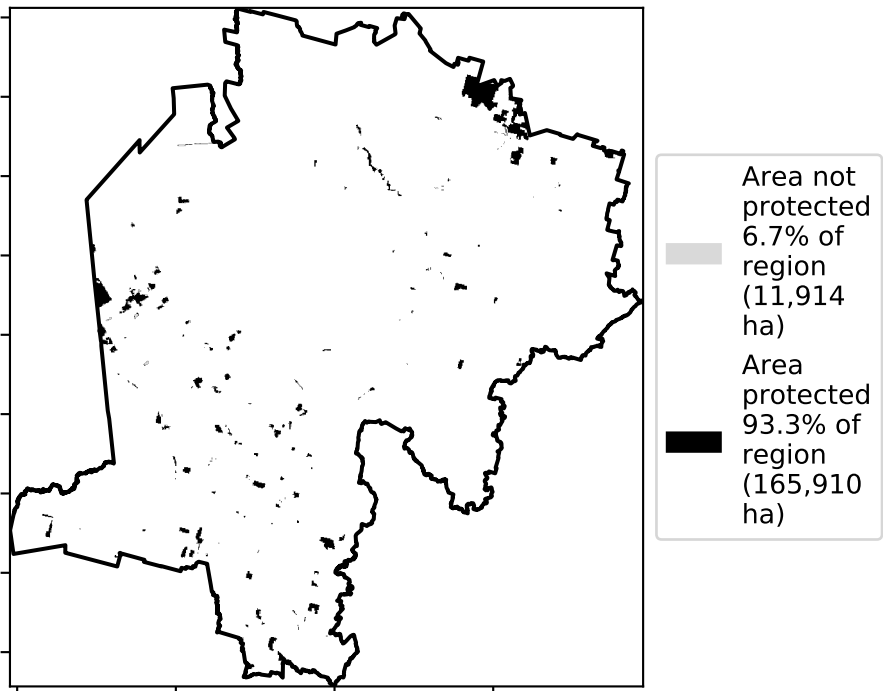 Area not
protected
6.7% of
region
(11,914
ha)
Area
protected
93.3% of
region
(165,910
ha)